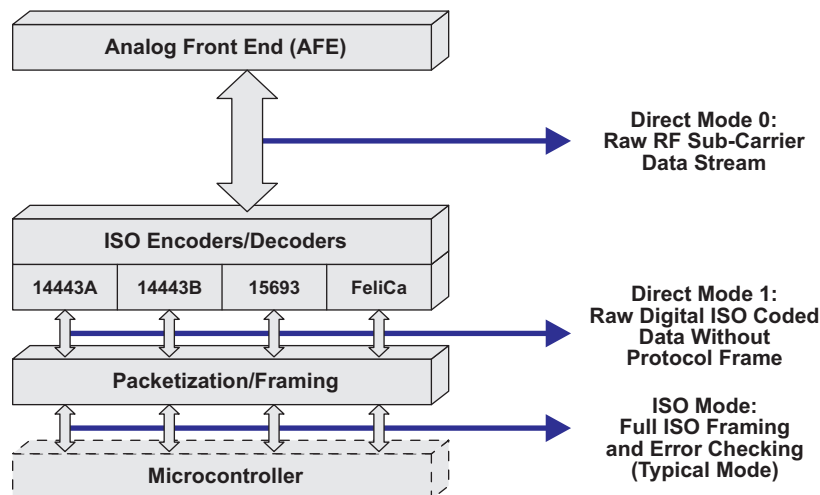 Analog Front End (AFE)
Direct Mode 0:
Raw RF Sub-Carrier
Data Stream
ISO Encoders/Decoders
14443A 14443B 15693 FeliCa
Direct Mode 1:
Raw Digital ISO Coded
Data Without
Protocol Frame
Packetization/Framing
ISO Mode:
Full ISO Framing
and Error Checking
(Typical Mode)
Microcontroller